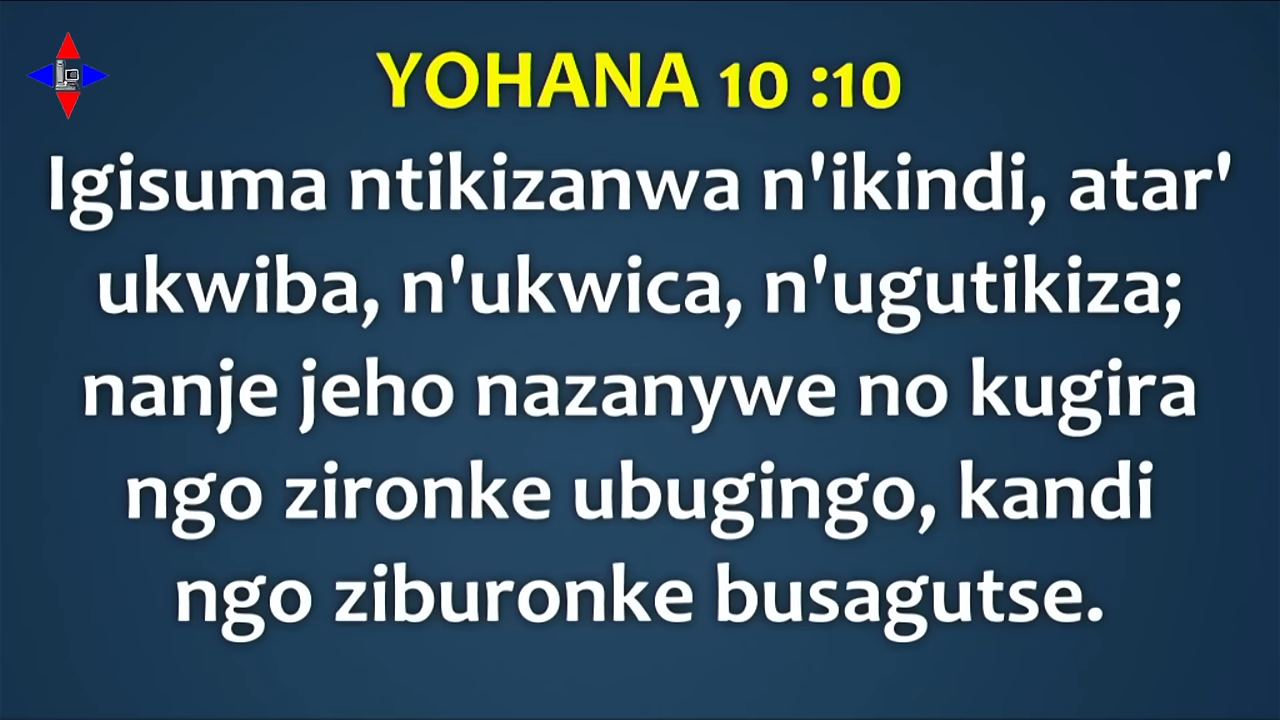 YOHANA 10 :10
Igisuma ntikizanwa n'ikindi, atar'
ukwiba, n'ukwica, n'ugutikiza;
nanje jeho nazanywe no kugira
ngo zironke ubugingo, kandi
ngo ziburonke busagutse.